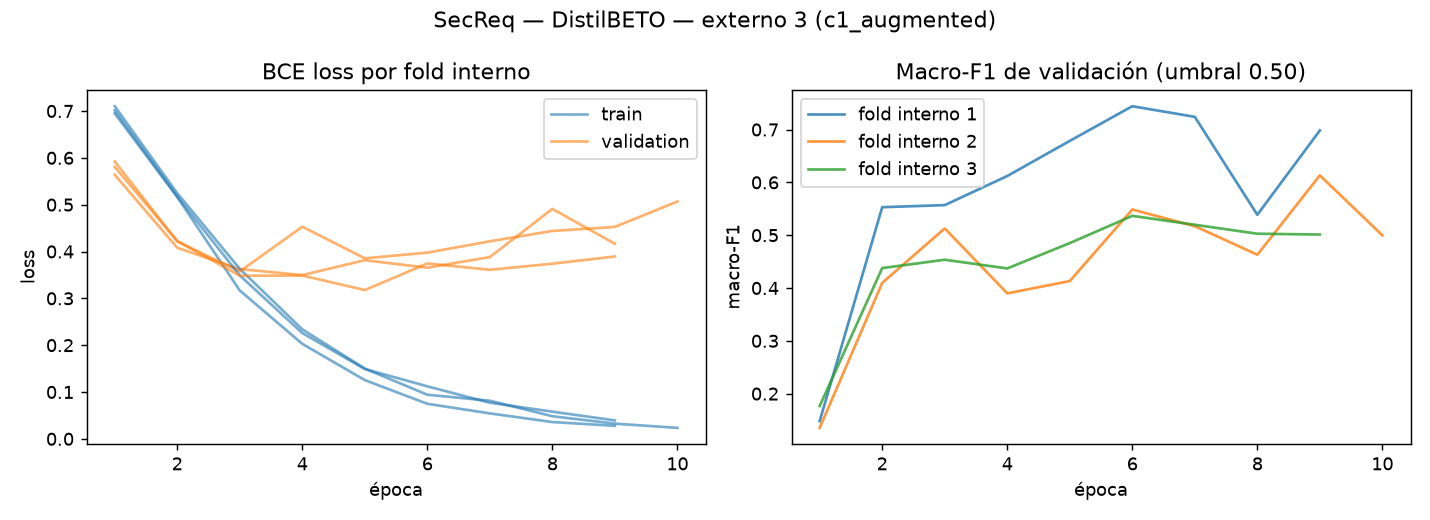 SecReq — DistilBETO — externo 3 (c1_augmented)
BCE loss por fold interno
0.7
0.6
0.5
0.4
0.3
0.2
0.1
0.0
loss
train
validation
2 4 6 8 10
época
Macro-F1 de validación (umbral 0.50)
0.7
0.6
0.5
0.4
0.3
0.2
macro-F1
fold interno 1
fold interno 2
fold interno 3
2 4 6 8 10
época